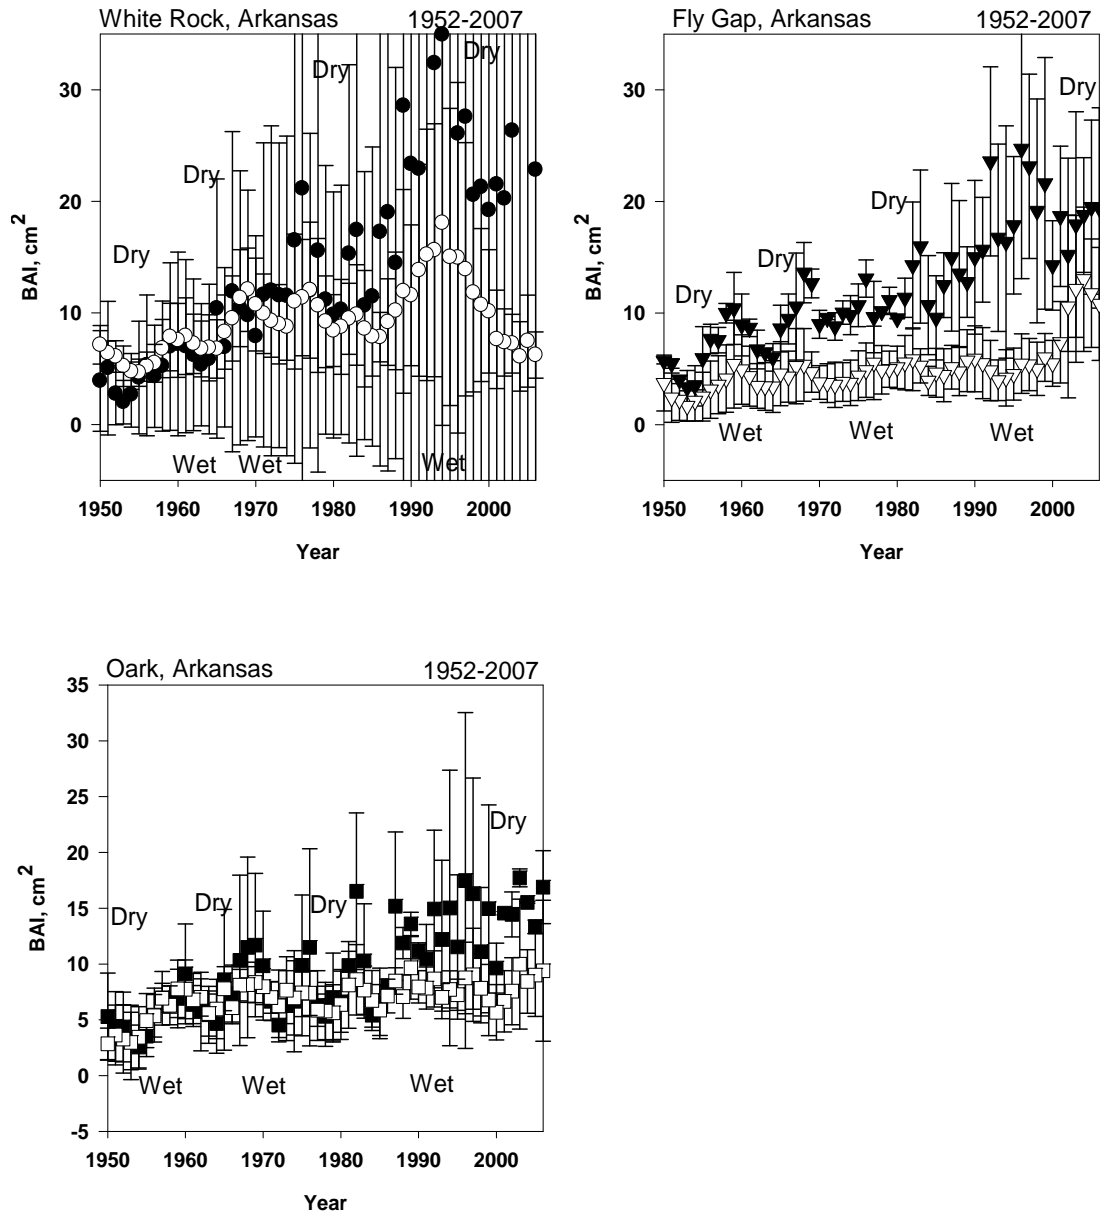 White Rock, Arkansas 1952-2007
Dry
Dry
30
Dry
20
Dry
10
0
Wet Wet Wet
BAI, cm2
1950 1960 1970 1980 1990 2000
Year
Fly Gap, Arkansas 1952-2007
30
Dry
20
Dry
Dry
Dry
10
0
Wet Wet Wet
BAI, cm2
1950 1960 1970 1980 1990 2000
Year
Oark, Arkansas 1952-2007
35
30
25
Dry
20
15
Dry Dry Dry
10
5
0
Wet Wet Wet
-5
BAI, cm2
1950 1960 1970 1980 1990 2000
Year